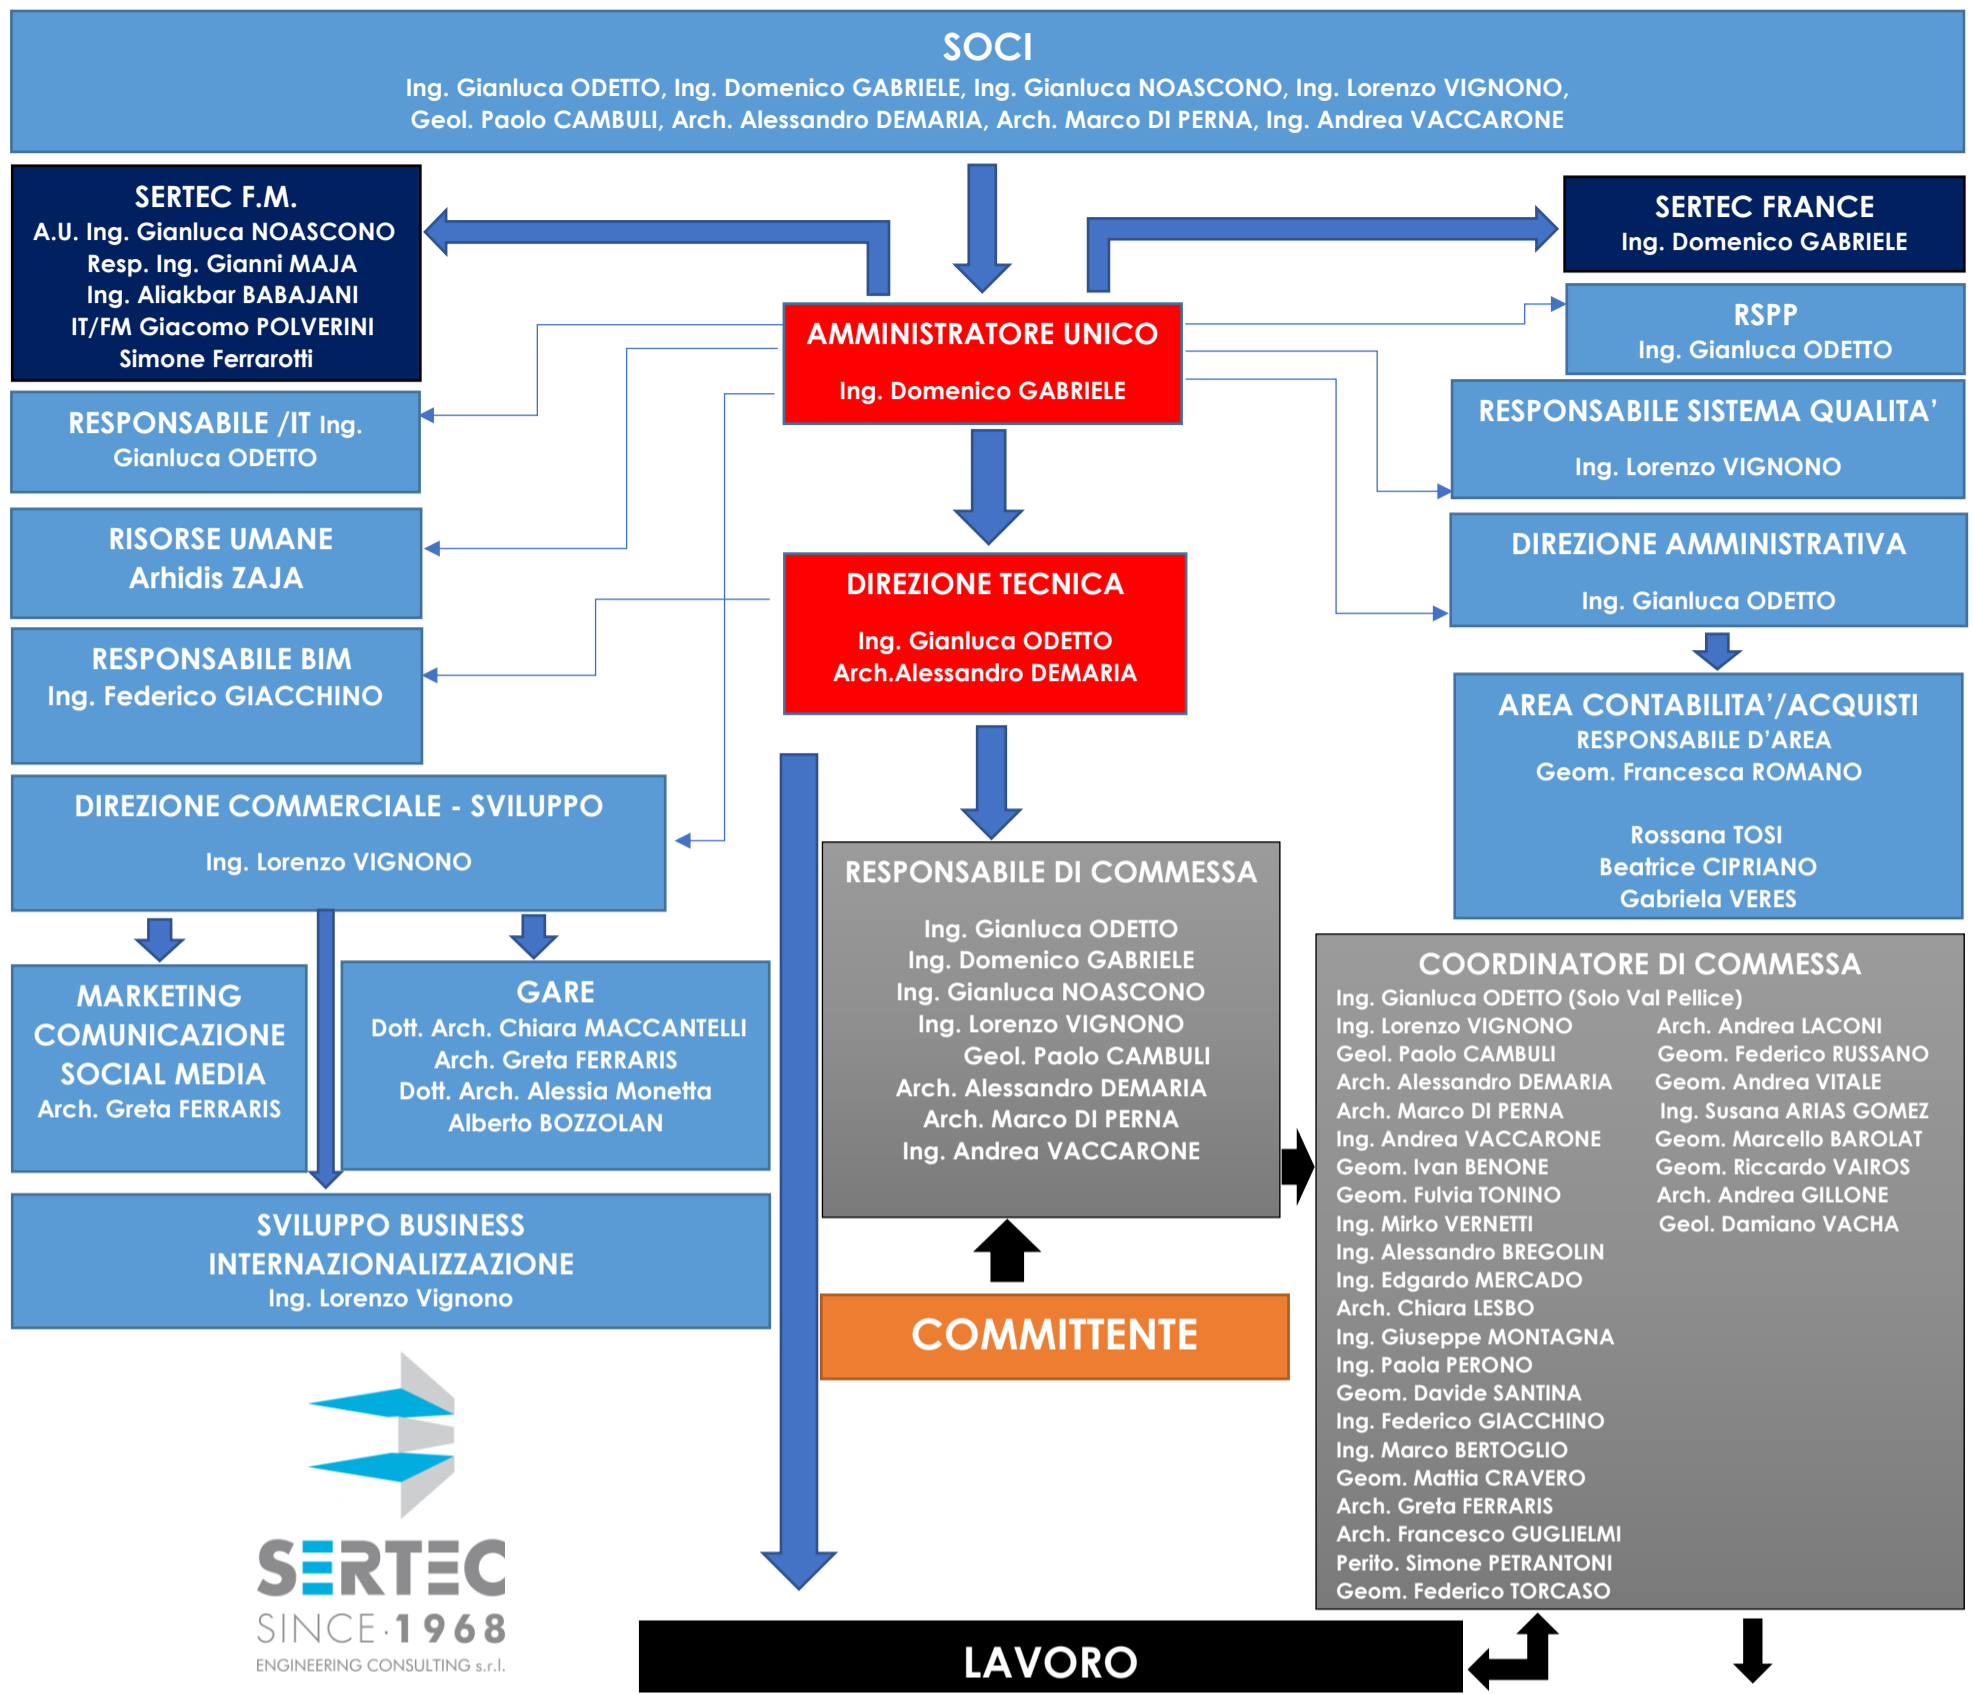 SOCI
Ing. Gianluca ODETTO, Ing. Domenico GABRIELE, Ing. Gianluca NOASCONO, Ing. Lorenzo VIGNONO,
Geol. Paolo CAMBULI, Arch. Alessandro DEMARIA, Arch. Marco DI PERNA, Ing. Andrea VACCARONE
SERTEC F.M.
A.U. Ing. Gianluca NOASCONO
Resp. Ing. Gianni MAJA
Ing. Aliakbar BABAJANI
IT/FM Giacomo POLVERINI
Simone Ferrarotti
SERTEC FRANCE
Ing. Domenico GABRIELE
AMMINISTRATORE UNICO
Ing. Domenico GABRIELE
RSPP
Ing. Gianluca ODETTO
RESPONSABILE /IT Ing.
Gianluca ODETTO
RESPONSABILE SISTEMA QUALITA’
Ing. Lorenzo VIGNONO
RISORSE UMANE
Arhidis ZAJA
DIREZIONE AMMINISTRATIVA
Ing. Gianluca ODETTO
DIREZIONE TECNICA
Ing. Gianluca ODETTO
Arch.Alessandro DEMARIA
RESPONSABILE BIM
Ing. Federico GIACCHINO
AREA CONTABILITA’/ACQUISTI
RESPONSABILE D’AREA
Geom. Francesca ROMANO
Rossana TOSI
Beatrice CIPRIANO
Gabriela VERES
DIREZIONE COMMERCIALE - SVILUPPO
Ing. Lorenzo VIGNONO
RESPONSABILE DI COMMESSA
Ing. Gianluca ODETTO
Ing. Domenico GABRIELE
Ing. Gianluca NOASCONO
Ing. Lorenzo VIGNONO
Geol. Paolo CAMBULI
Arch. Alessandro DEMARIA
Arch. Marco DI PERNA
Ing. Andrea VACCARONE
MARKETING
COMUNICAZIONE
SOCIAL MEDIA
Arch. Greta FERRARIS
GARE
Dott. Arch. Chiara MACCANTELLI
Arch. Greta FERRARIS
Dott. Arch. Alessia Monetta
Alberto BOZZOLAN
COORDINATORE DI COMMESSA
Ing. Gianluca ODETTO (Solo Val Pellice)
Ing. Lorenzo VIGNONO Arch. Andrea LACONI
Geol. Paolo CAMBULI Geom. Federico RUSSANO
Arch. Alessandro DEMARIA Geom. Andrea VITALE
Arch. Marco DI PERNA Ing. Susana ARIAS GOMEZ
Ing. Andrea VACCARONE Geom. Marcello BAROLAT
Geom. Ivan BENONE Geom. Riccardo VAIROS
Geom. Fulvia TONINO Arch. Andrea GILLONE
Ing. Mirko VERNETTI Geol. Damiano VACHA
Ing. Alessandro BREGOLIN
Ing. Edgardo MERCADO
Arch. Chiara LESBO
Ing. Giuseppe MONTAGNA
Ing. Paola PERONO
Geom. Davide SANTINA
Ing. Federico GIACCHINO
Ing. Marco BERTOGLIO
Geom. Mattia CRAVERO
Arch. Greta FERRARIS
Arch. Francesco GUGLIELMI
Perito. Simone PETRANTONI
Geom. Federico TORCASO
SVILUPPO BUSINESS
INTERNAZIONALIZZAZIONE
Ing. Lorenzo Vignono
COMMITTENTE
SERTEC
SINCE·1968
ENGINEERING CONSULTING s.r.l.
LAVORO